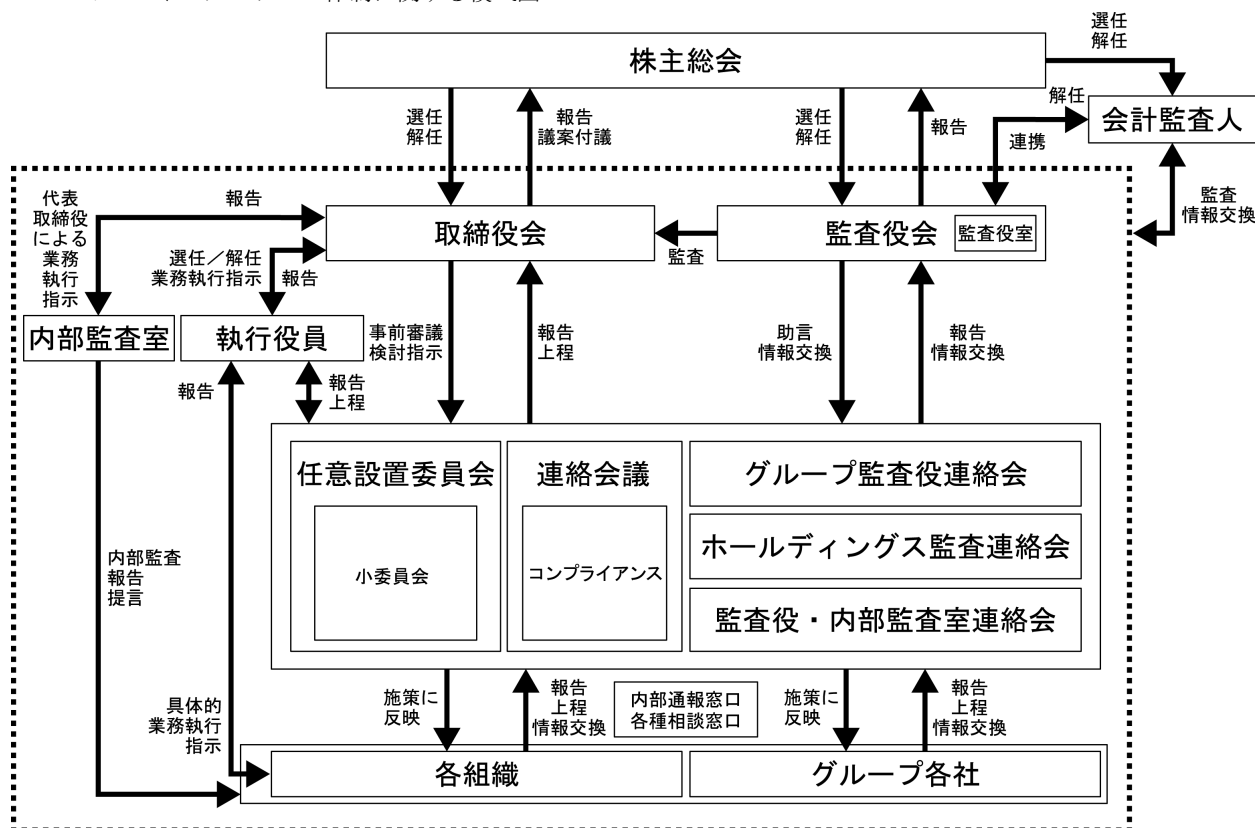 選任
解任
株主総会
解任
会計監査人
選任
解任
報告
議案付議
選任
解任
報告
連携
監査
情報交換
代表
取締役
による
業務
執行
指示
報告
取締役会
監査
監査役会
監査役室
選任／解任
業務執行指示
報告
内部監査室
執行役員
事前審議
検討指示
報告
上程
助言
情報交換
報告
情報交換
報告
報告
上程
任意設置委員会
小委員会
連絡会議
コンプライアンス
グループ監査役連絡会
ホールディングス監査連絡会
監査役・内部監査室連絡会
内部監査
報告
提言
具体的
業務執行
指示
施策に
反映
報告
上程
情報交換
内部通報窓口
各種相談窓口
施策に
反映
報告
上程
情報交換
各組織
グループ各社